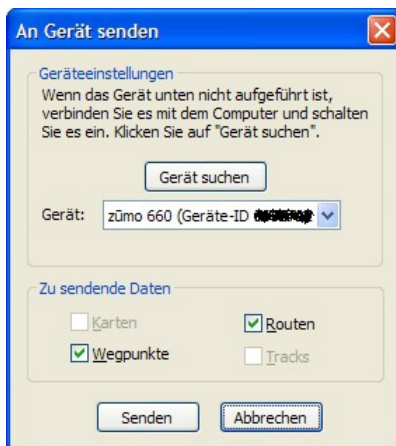 An Gerät senden
Geräteeinstellungen
Wenn das Gerät unten nicht aufgeführt ist,
verbinden Sie es mit dem Computer und schalten
Sie es ein. Klicken Sie auf "Gerät suchen".
Gerät suchen
Gerät: zūmo 660 (Geräte-ID
Zu sendende Daten
Karten Routen
Wegpunkte Tracks
Senden Abbrechen